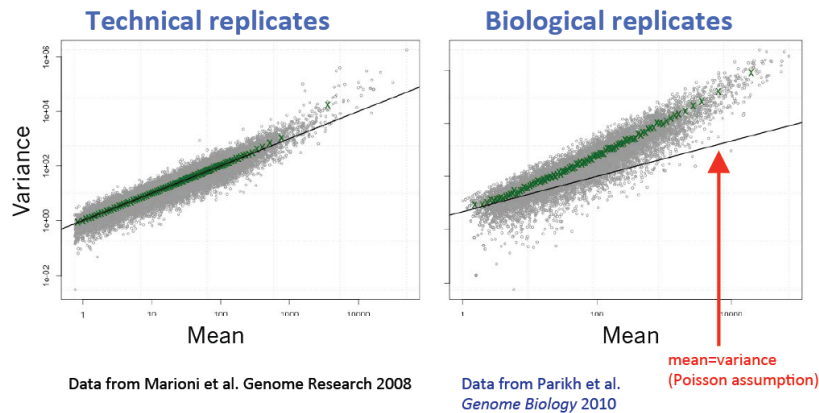 Technical replicates
Biological replicates
Variance
1e+06
1e+04
1e+02
1e+00
1e-02
1
10
100
1000
10000
1
100
10000
Mean
Mean
mean=variance
(Poisson assumption)
Data from Marioni et al. Genome Research 2008
Data from Parikh et al.
Genome Biology 2010